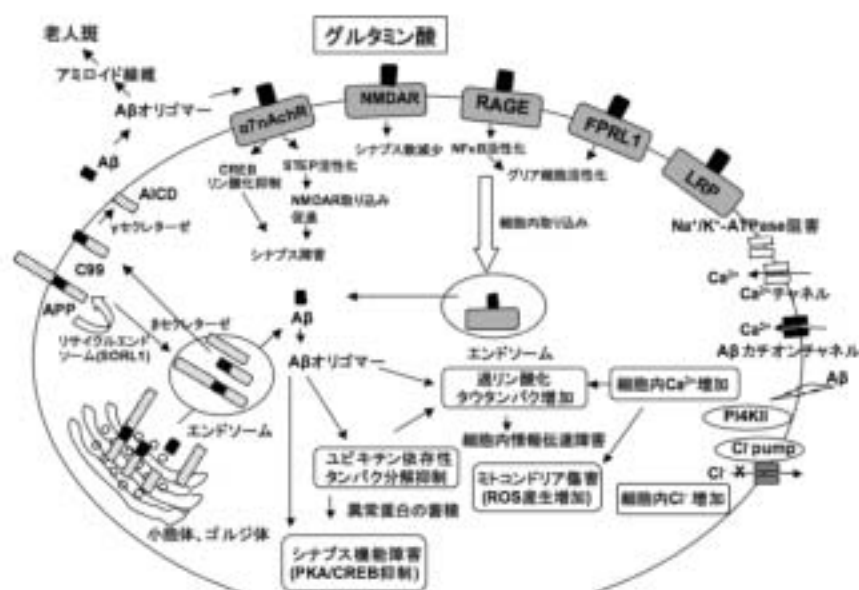 老人斑
アミロイド線維
Aβオリゴマー
Aβ
グルタミン酸
α7nAchR
NMDAR
RAGE
FPRL1
LRP
CREB
リン酸化抑制
STEP活性化
NMDAR取り込み
促進
シナプス障害
シナプス数減少
NFκB活性化
グリア細胞活性化
細胞内取り込み
AICD
γセクレターゼ
C99
APP
リサイクルエンド
ソーム(SORL1)
βセクレターゼ
エンドソーム
小胞体、ゴルジ体
Aβ
Aβオリゴマー
エンドソーム
Na⁺/K⁺-ATPase阻害
Ca²⁺
Ca²⁺チャネル
Ca²⁺
Aβカチオンチャネル
Aβ
PI4KII
Cl⁻pump
Cl⁻
細胞内Cl⁻増加
過リン酸化
タウタンパク増加
細胞内Ca²⁺増加
細胞内情報伝達障害
ユビキチン依存性
タンパク分解抑制
ミトコンドリア傷害
(ROS産生増加)
異常蛋白の蓄積
シナプス機能障害
(PKA/CREB抑制)